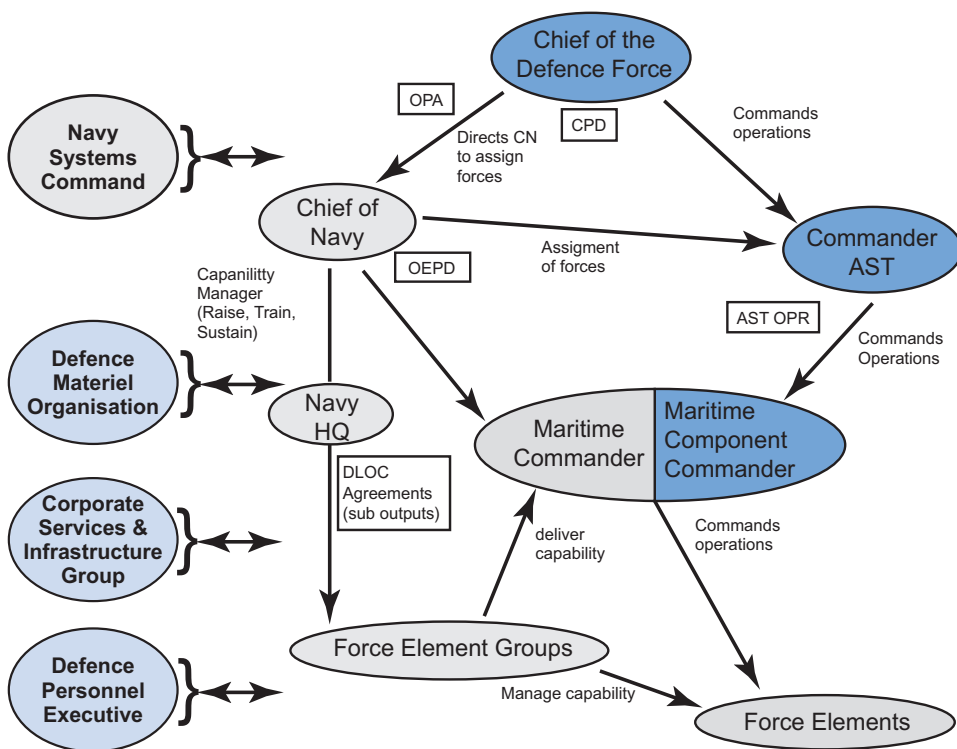 Chief of the
Defence Force
OPA
CPD
Commands
operations
Directs CN
to assign
forces
Navy
Systems
Command
}
Chief of
Navy
Commander
AST
Assigment
of forces
OEPD
Capanilitty
Manager
(Raise, Train,
Sustain)
AST OPR
Commands
Operations
Defence
Materiel
Organisation
}
Navy
HQ
Maritime
Commander
Maritime
Component
Commander
DLOC
Agreements
(sub outputs)
Corporate
Services &
Infrastructure
Group
}
deliver
capability
Commands
operations
Force Element Groups
Defence
Personnel
Executive
}
Manage capability
Force Elements